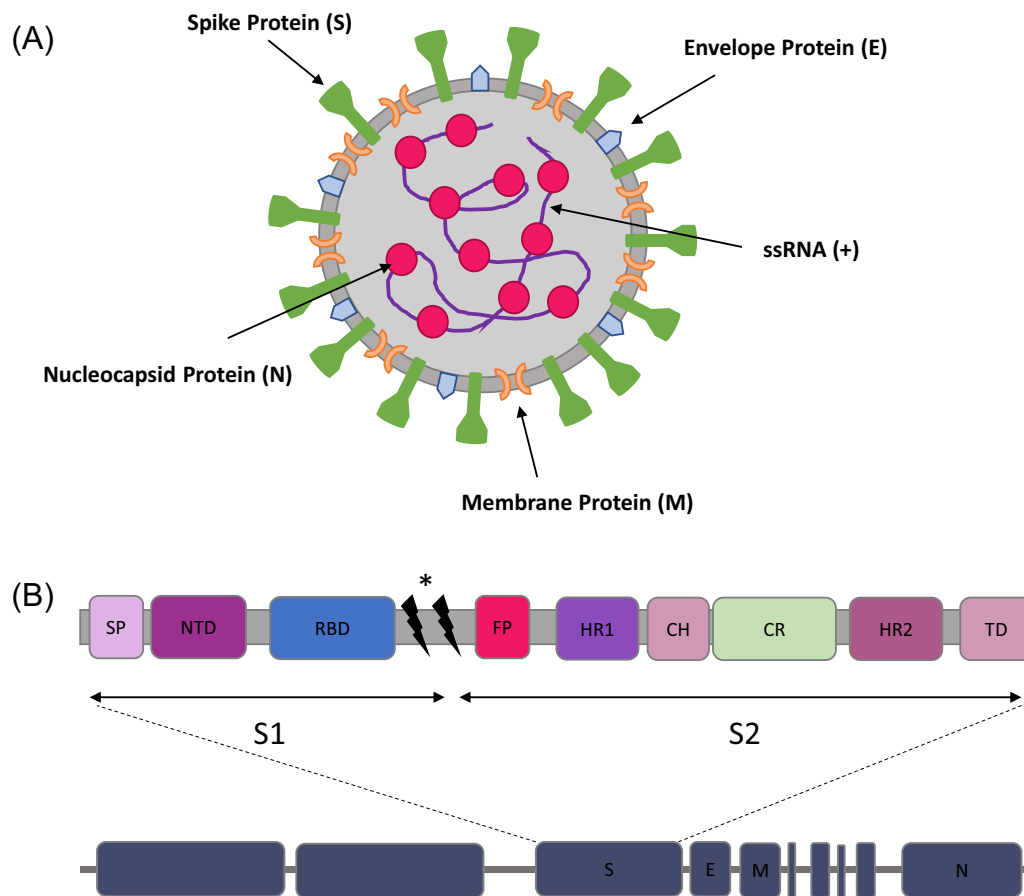 (A)
Spike Protein (S)
Envelope Protein (E)
ssRNA (+)
Nucleocapsid Protein (N)
Membrane Protein (M)
(B)
*
SP NTD RBD FP HR1 CH CR HR2 TD
S1 S2
S E M N